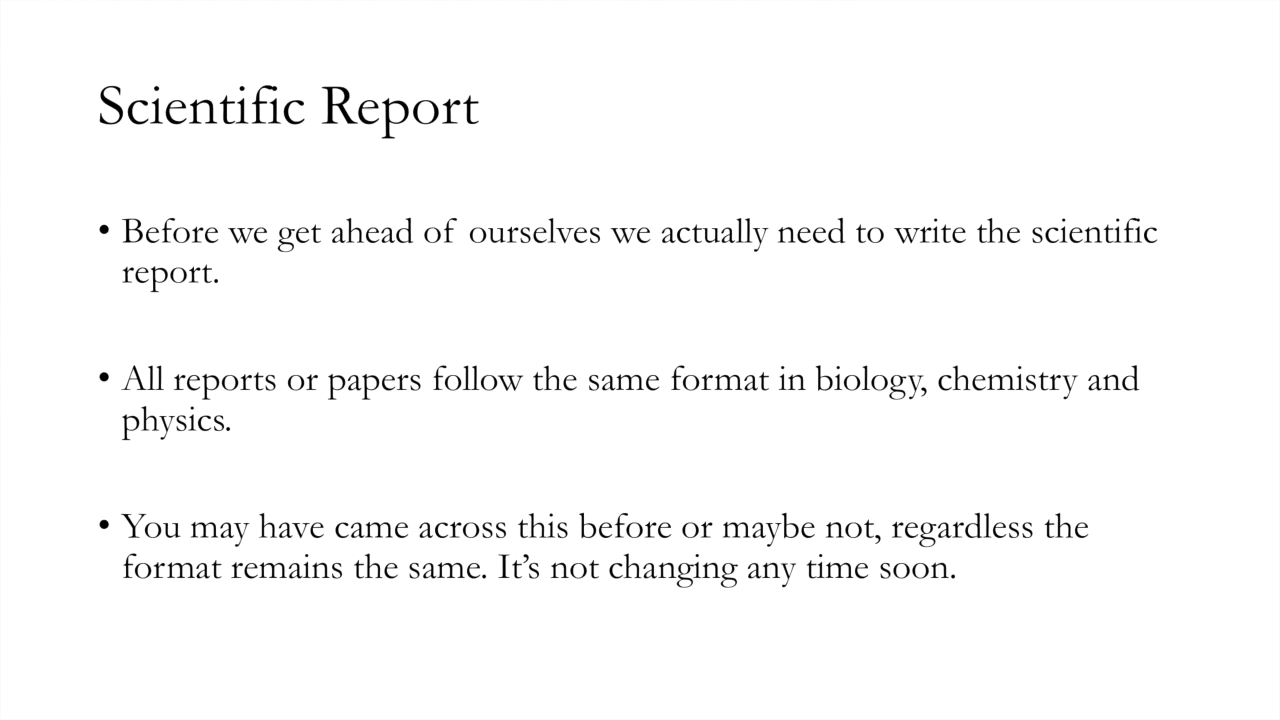 Scientific Report
• Before we get ahead of ourselves we actually need to write the scientific
report.
• All reports or papers follow the same format in biology, chemistry and
physics.
• You may have came across this before or maybe not, regardless the
format remains the same. It’s not changing any time soon.